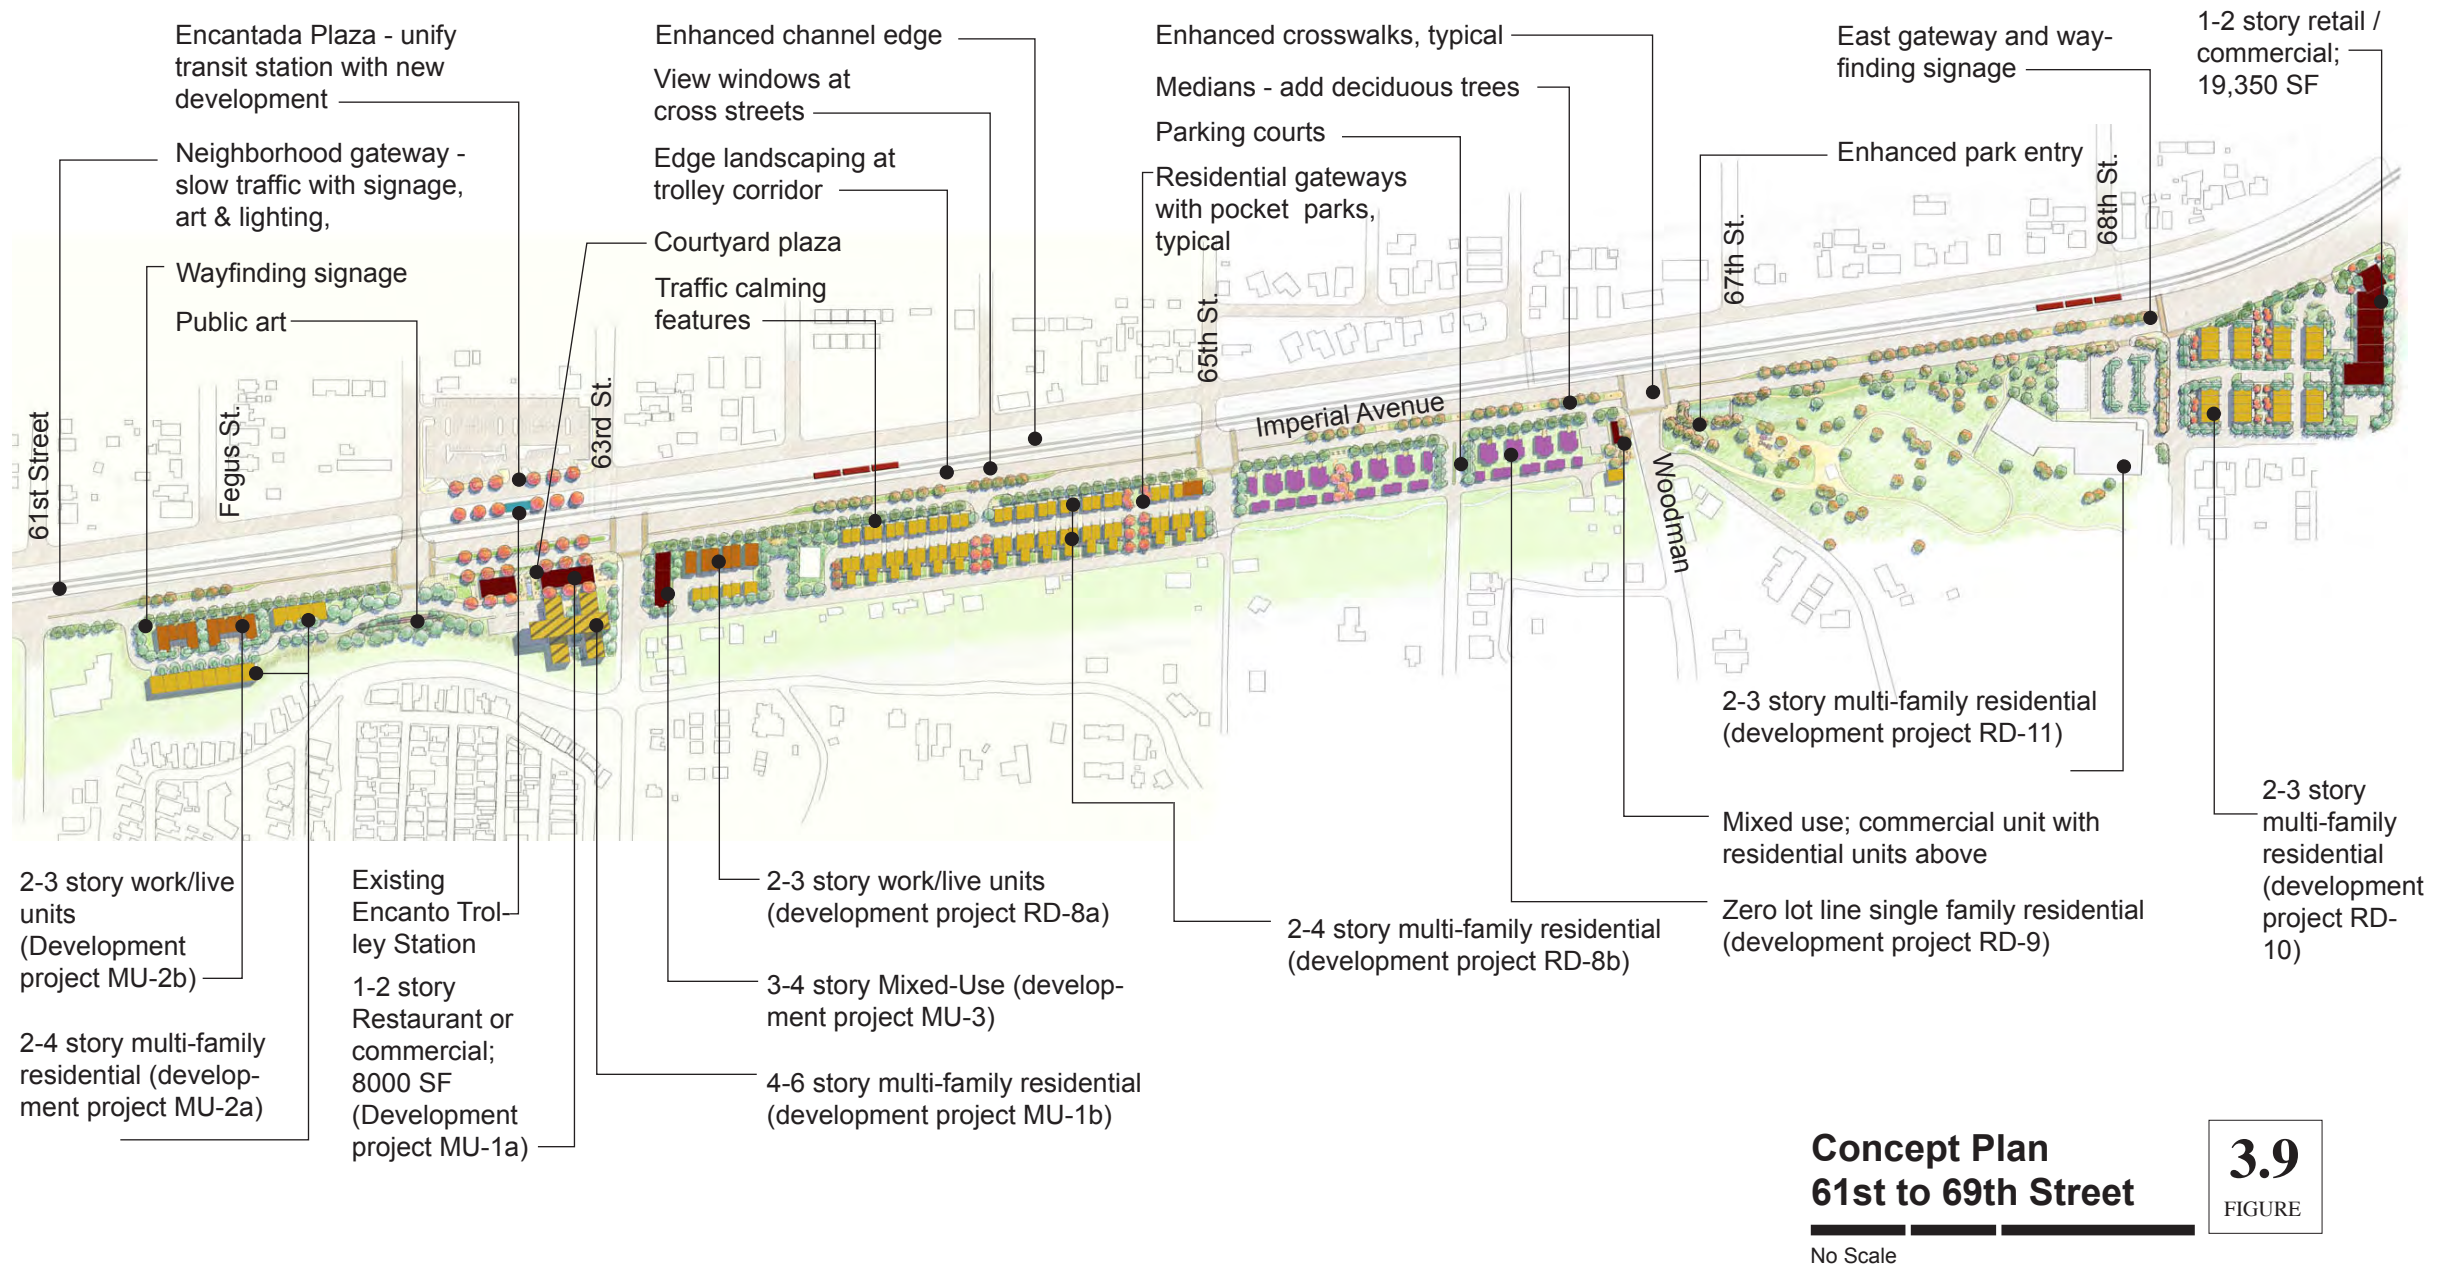 Encantada Plaza - unify
transit station with new
development
Neighborhood gateway -
slow traffic with signage,
art & lighting,
Wayfinding signage
Public art
Enhanced channel edge
View windows at
cross streets
Edge landscaping at
trolley corridor
Courtyard plaza
Traffic calming
features
Enhanced crosswalks, typical
Medians - add deciduous trees
Parking courts
Residential gateways
with pocket parks,
typical
East gateway and way-
finding signage
Enhanced park entry
1-2 story retail /
commercial;
19,350 SF
61st Street
Fegus St.
63rd St.
65th St.
Imperial Avenue
Woodman
67th St.
68th St.
2-3 story work/live
units
(Development
project MU-2b)
2-4 story multi-family
residential (develop-
ment project MU-2a)
Existing
Encanto Trol-
ley Station
1-2 story
Restaurant or
commercial;
8000 SF
(Development
project MU-1a)
2-3 story work/live units
(development project RD-8a)
3-4 story Mixed-Use (develop-
ment project MU-3)
4-6 story multi-family residential
(development project MU-1b)
2-4 story multi-family residential
(development project RD-8b)
2-3 story multi-family residential
(development project RD-11)
Mixed use; commercial unit with
residential units above
Zero lot line single family residential
(development project RD-9)
2-3 story
multi-family
residential
(development
project RD-
10)
Concept Plan
61st to 69th Street
No Scale
3.9
FIGURE